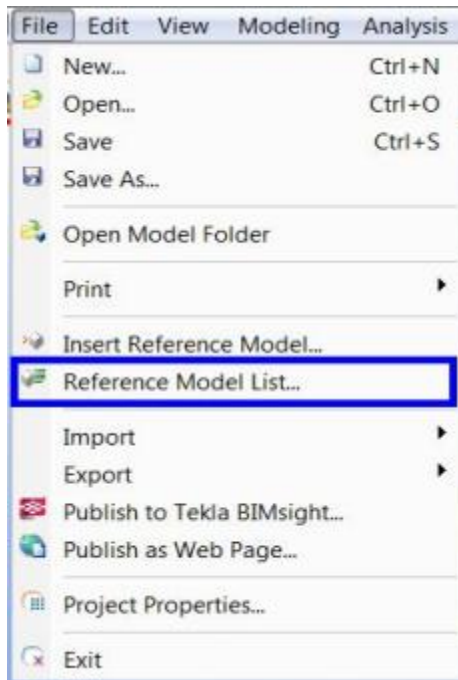 File Edit View Modeling Analysis
New... Ctrl+N
Open... Ctrl+O
Save Ctrl+S
Save As...
Open Model Folder
Print
Insert Reference Model...
Reference Model List...
Import
Export
Publish to Tekla BIMsight...
Publish as Web Page...
Project Properties...
Exit